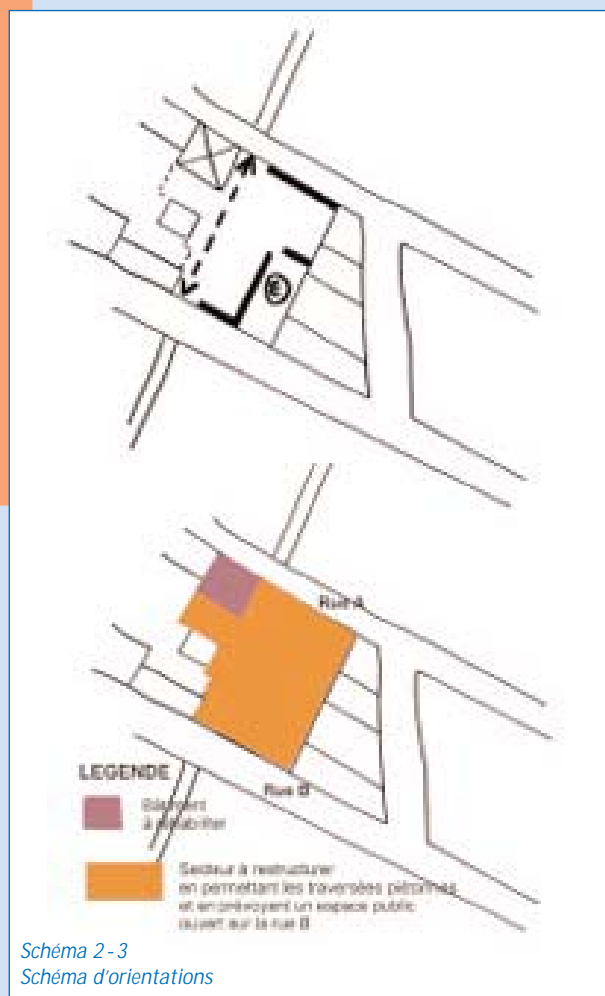 Rue A
LEGENDE
Rue B
Bâtiment
à réhabiliter
Secteur à restructurer
en permettant les traversées piétonnes
et en prévoyant un espace public
ouvert sur la rue B
Schéma 2-3
Schéma d'orientations